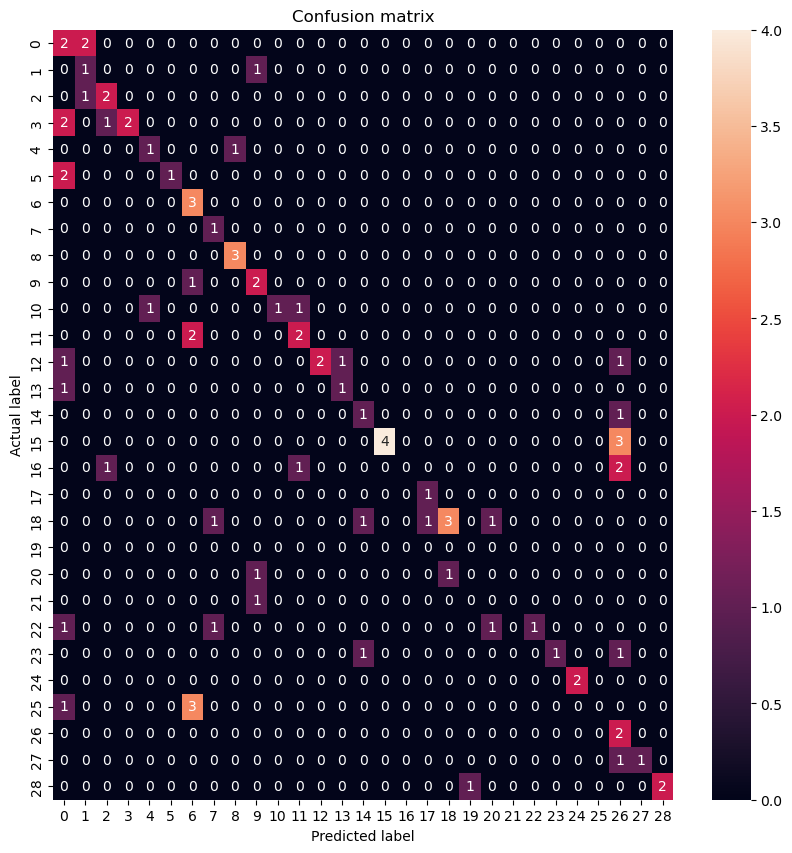 Confusion matrix
0 2 2 0 0 0 0 0 0 0 0 0 0 0 0 0 0 0 0 0 0 0 0 0 0 0 0 0 0 0
1 0 1 0 0 0 0 0 0 0 1 0 0 0 0 0 0 0 0 0 0 0 0 0 0 0 0 0 0 0
2 0 1 2 0 0 0 0 0 0 0 0 0 0 0 0 0 0 0 0 0 0 0 0 0 0 0 0 0 0
3 2 0 1 2 0 0 0 0 0 0 0 0 0 0 0 0 0 0 0 0 0 0 0 0 0 0 0 0 0
4 0 0 0 0 1 0 0 0 1 0 0 0 0 0 0 0 0 0 0 0 0 0 0 0 0 0 0 0 0
5 2 0 0 0 0 1 0 0 0 0 0 0 0 0 0 0 0 0 0 0 0 0 0 0 0 0 0 0 0
6 0 0 0 0 0 0 3 0 0 0 0 0 0 0 0 0 0 0 0 0 0 0 0 0 0 0 0 0 0
7 0 0 0 0 0 0 0 1 0 0 0 0 0 0 0 0 0 0 0 0 0 0 0 0 0 0 0 0 0
8 0 0 0 0 0 0 0 0 3 0 0 0 0 0 0 0 0 0 0 0 0 0 0 0 0 0 0 0 0
9 0 0 0 0 0 0 1 0 0 2 0 0 0 0 0 0 0 0 0 0 0 0 0 0 0 0 0 0 0
10 0 0 0 0 1 0 0 0 0 0 1 1 0 0 0 0 0 0 0 0 0 0 0 0 0 0 0 0 0
11 0 0 0 0 0 0 2 0 0 0 0 2 0 0 0 0 0 0 0 0 0 0 0 0 0 0 0 0 0
12 1 0 0 0 0 0 0 0 0 0 0 0 2 1 0 0 0 0 0 0 0 0 0 0 0 0 1 0 0
13 1 0 0 0 0 0 0 0 0 0 0 0 0 1 0 0 0 0 0 0 0 0 0 0 0 0 0 0 0
14 0 0 0 0 0 0 0 0 0 0 0 0 0 0 1 0 0 0 0 0 0 0 0 0 0 0 1 0 0
15 0 0 0 0 0 0 0 0 0 0 0 0 0 0 0 4 0 0 0 0 0 0 0 0 0 0 3 0 0
16 0 0 1 0 0 0 0 0 0 0 0 1 0 0 0 0 0 0 0 0 0 0 0 0 0 0 2 0 0
17 0 0 0 0 0 0 0 0 0 0 0 0 0 0 0 0 0 1 0 0 0 0 0 0 0 0 0 0 0
18 0 0 0 0 0 0 0 1 0 0 0 0 0 0 1 0 0 1 3 0 1 0 0 0 0 0 0 0 0
19 0 0 0 0 0 0 0 0 0 0 0 0 0 0 0 0 0 0 0 0 0 0 0 0 0 0 0 0 0
20 0 0 0 0 0 0 0 0 0 1 0 0 0 0 0 0 0 0 1 0 0 0 0 0 0 0 0 0 0
21 0 0 0 0 0 0 0 0 0 1 0 0 0 0 0 0 0 0 0 0 0 0 0 0 0 0 0 0 0
22 1 0 0 0 0 0 0 1 0 0 0 0 0 0 0 0 0 0 0 0 1 0 1 0 0 0 0 0 0
23 0 0 0 0 0 0 0 0 0 0 0 0 0 0 1 0 0 0 0 0 0 0 0 1 0 0 1 0 0
24 0 0 0 0 0 0 0 0 0 0 0 0 0 0 0 0 0 0 0 0 0 0 0 0 2 0 0 0 0
25 1 0 0 0 0 0 3 0 0 0 0 0 0 0 0 0 0 0 0 0 0 0 0 0 0 0 0 0 0
26 0 0 0 0 0 0 0 0 0 0 0 0 0 0 0 0 0 0 0 0 0 0 0 0 0 0 2 0 0
27 0 0 0 0 0 0 0 0 0 0 0 0 0 0 0 0 0 0 0 0 0 0 0 0 0 0 1 1 0
28 0 0 0 0 0 0 0 0 0 0 0 0 0 0 0 0 0 0 0 1 0 0 0 0 0 0 0 0 2
0 1 2 3 4 5 6 7 8 9 10 11 12 13 14 15 16 17 18 19 20 21 22 23 24 25 26 27 28
Predicted label
Actual label
4.0
3.5
3.0
2.5
2.0
1.5
1.0
0.5
0.0